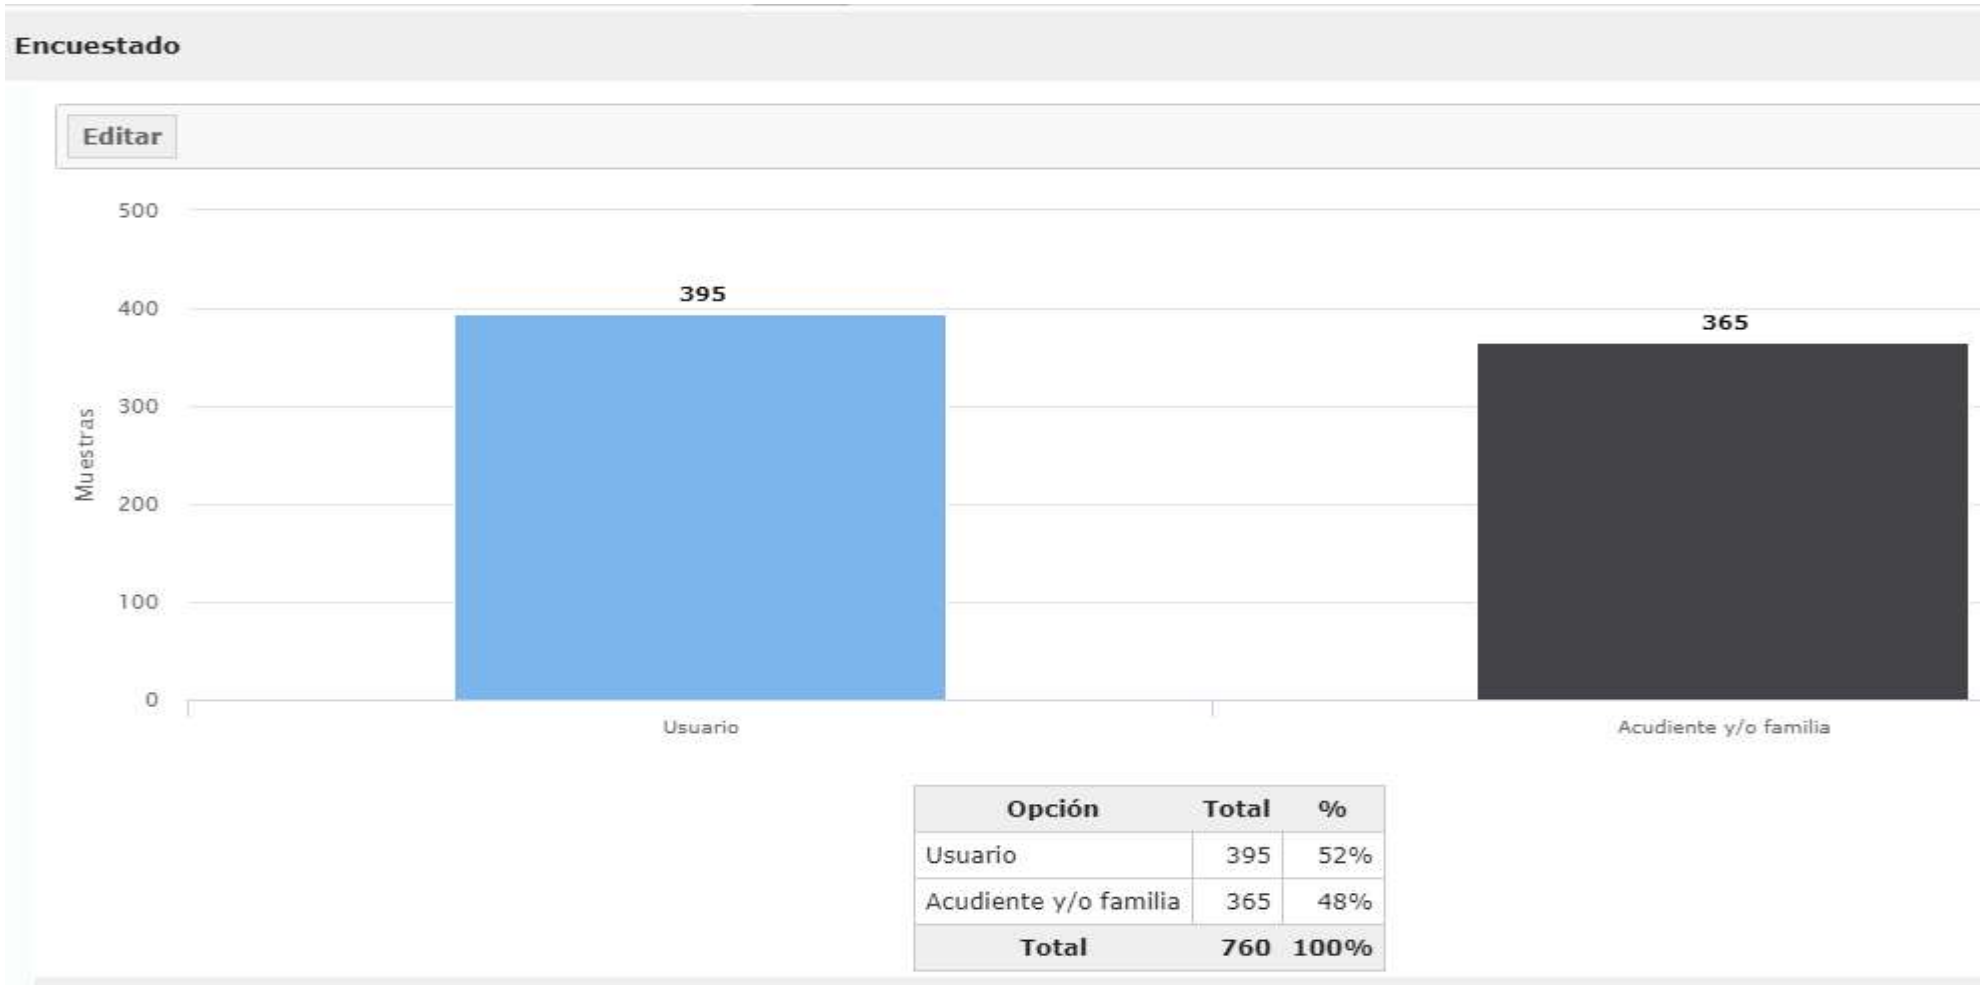 Encuestado
Editar
500
395
400
365
300
Muestras
200
100
0
Usuario
Acudiente y/o familia
Opción Total %
Usuario 395 52%
Acudiente y/o familia 365 48%
Total 760 100%